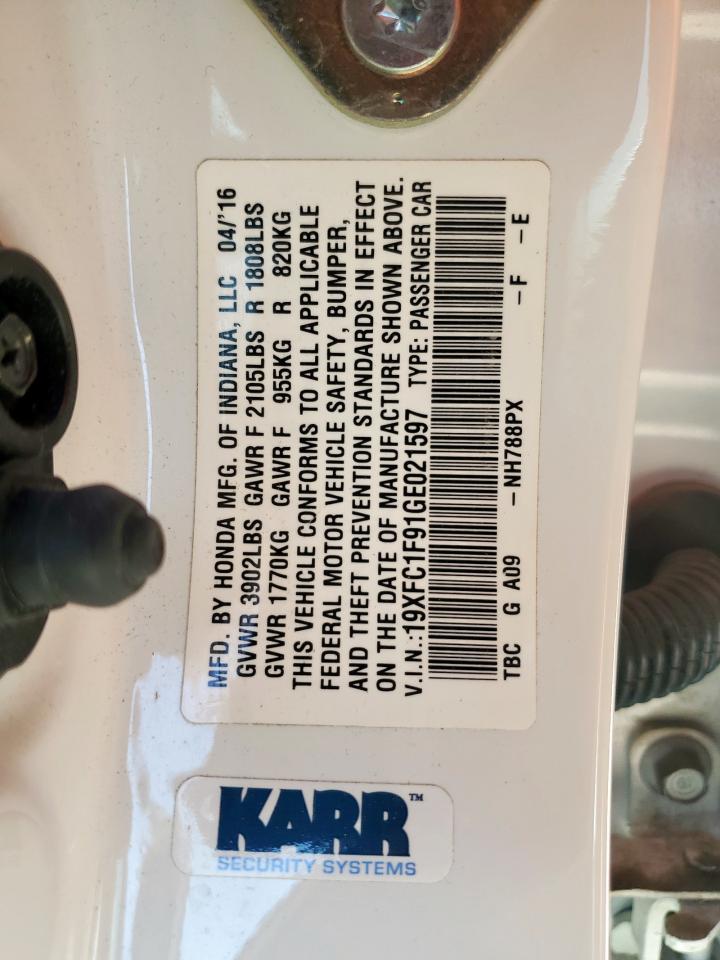 MFD. BY HONDA MFG. OF INDIANA, LLC 04/'16
GVWR 3902LBS GAWR F 2105LBS R 1808LBS
GVWR 1770KG GAWR F 955KG R 820KG
THIS VEHICLE CONFORMS TO ALL APPLICABLE
FEDERAL MOTOR VEHICLE SAFETY, BUMPER,
AND THEFT PREVENTION STANDARDS IN EFFECT
ON THE DATE OF MANUFACTURE SHOWN ABOVE.
V.I.N.:19XFC1F91GE021597 TYPE: PASSENGER CAR
TBC G A09 -NH788PX -F -E
KARR™
SECURITY SYSTEMS